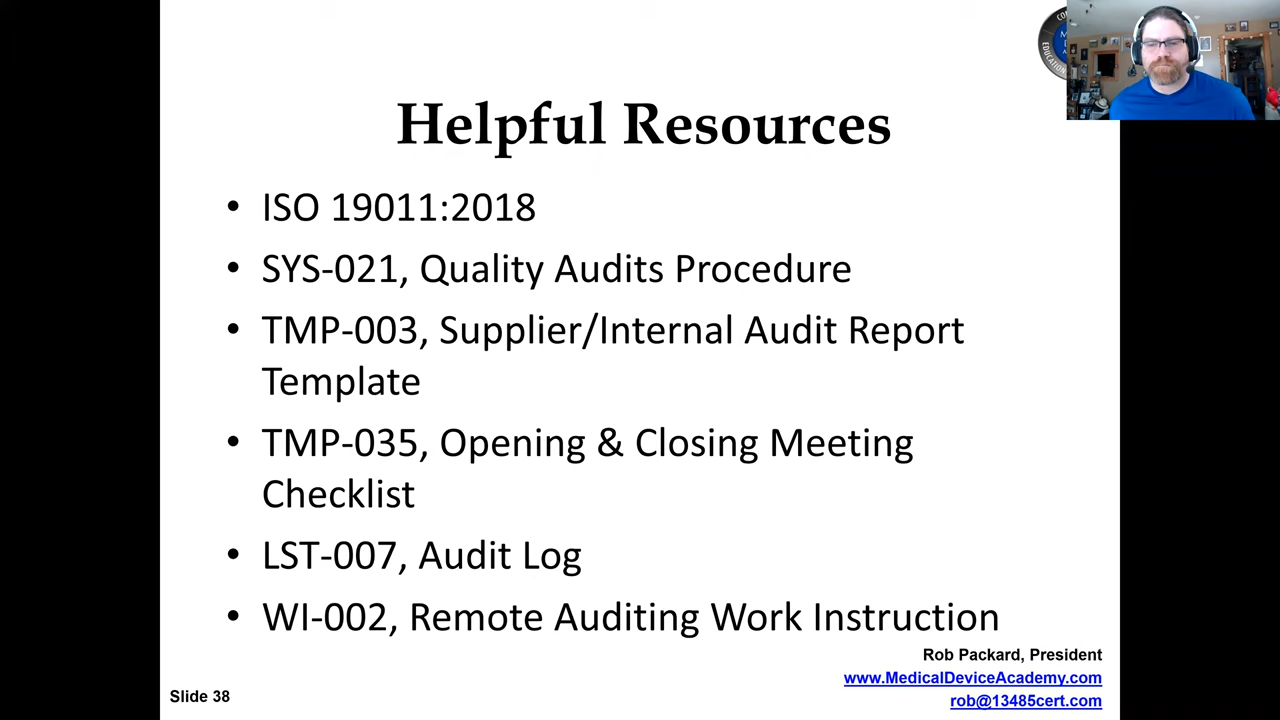 Helpful Resources
• ISO 19011:2018
• SYS-021, Quality Audits Procedure
• TMP-003, Supplier/Internal Audit Report
Template
• TMP-035, Opening & Closing Meeting
Checklist
• LST-007, Audit Log
• WI-002, Remote Auditing Work Instruction
Rob Packard, President
www.MedicalDeviceAcademy.com
rob@13485cert.com
Slide 38